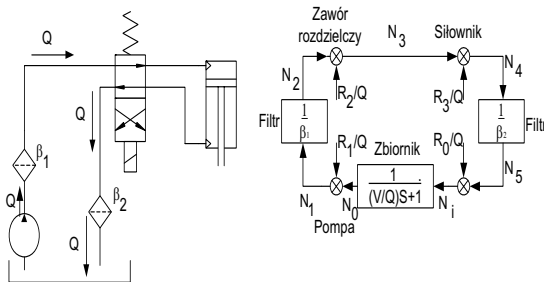 Q
Q
β1
Q
β2
Q
Zawór
rozdzielczy
N3
Siłownik
N2
R2/Q
R3/Q
N4
Filtr
1
β1
1
β2
Filtr
R1/Q
Zbiornik
R0/Q
1
(V/Q)S+1
N1
N0
Ni
N5
Pompa